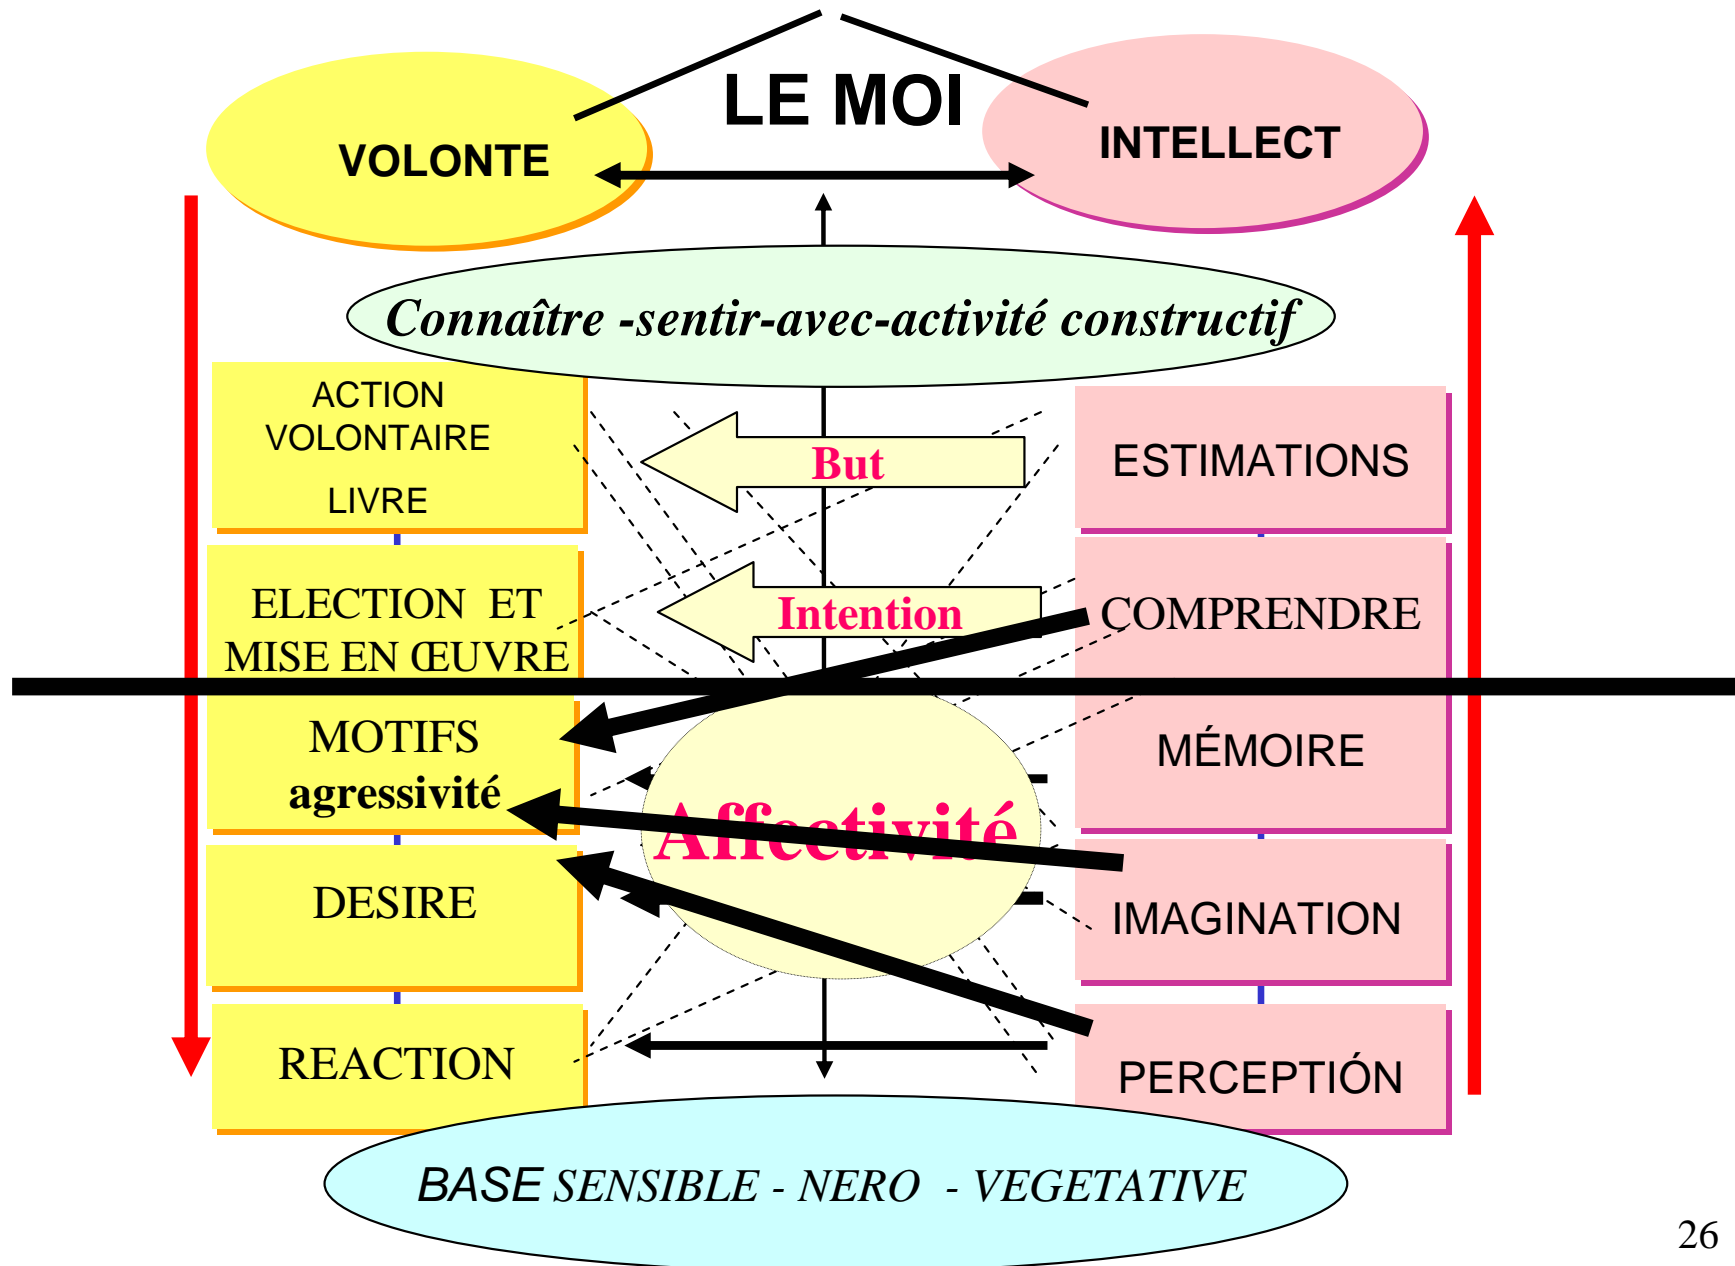 LE MOI
VOLONTE
INTELLECT
Connaître -sentir-avec-activité constructif
ACTION
VOLONTAIRE
LIVRE
But
ESTIMATIONS
ELECTION ET
MISE EN ŒUVRE
Intention
COMPRENDRE
MOTIFS
agressivité
MÉMOIRE
Affectivité
DESIRE
IMAGINATION
REACTION
PERCEPTIÓN
BASE SENSIBLE - NERO - VEGETATIVE
26